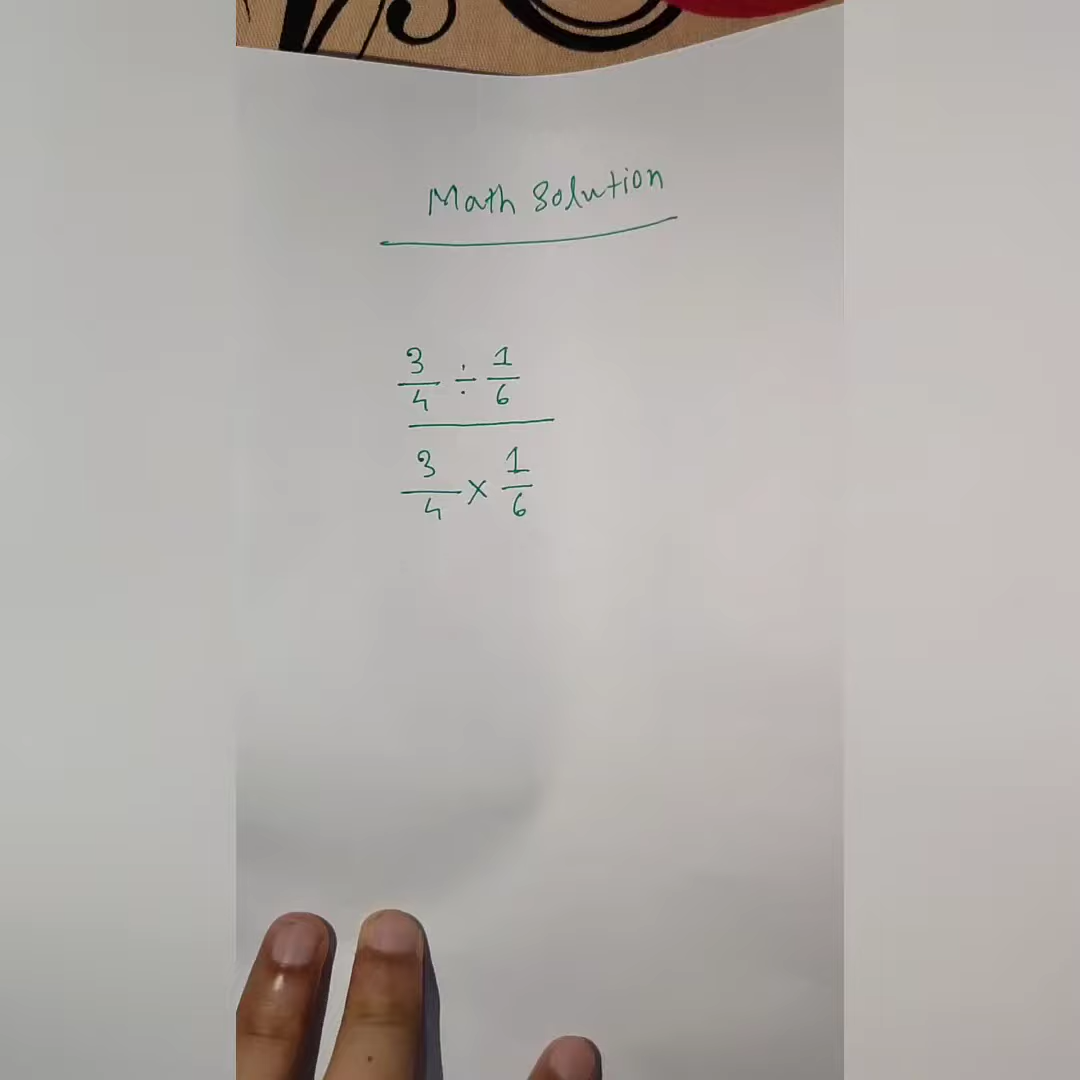 Math Solution
3/4 ÷ 1/6
3/4 × 1/6